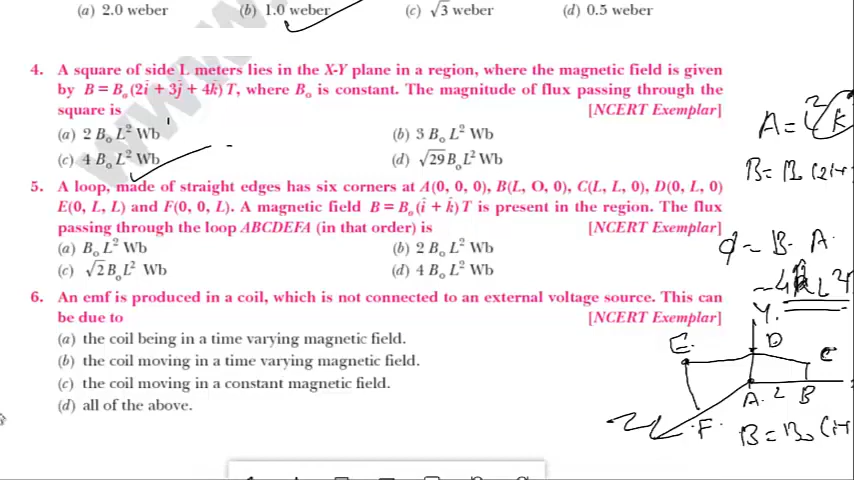 (a) 2.0 weber (b) 1.0 weber (c) √3 weber (d) 0.5 weber
4. A square of side L meters lies in the X-Y plane in a region, where the magnetic field is given
by B = B₀(2î + 3ĵ + 4k̂) T, where B₀ is constant. The magnitude of flux passing through the
square is [NCERT Exemplar]
(a) 2 B₀ L² Wb (b) 3 B₀ L² Wb
(c) 4 B₀ L² Wb (d) √29 B₀ L² Wb
5. A loop, made of straight edges has six corners at A(0, 0, 0), B(L, O, 0), C(L, L, 0), D(0, L, 0)
E(0, L, L) and F(0, 0, L). A magnetic field B = B₀(î + k̂) T is present in the region. The flux
passing through the loop ABCDEFA (in that order) is [NCERT Exemplar]
(a) B₀ L² Wb (b) 2 B₀ L² Wb
(c) √2 B₀ L² Wb (d) 4 B₀ L² Wb
6. An emf is produced in a coil, which is not connected to an external voltage source. This can
be due to [NCERT Exemplar]
(a) the coil being in a time varying magnetic field.
(b) the coil moving in a time varying magnetic field.
(c) the coil moving in a constant magnetic field.
(d) all of the above.
A = L² k
B = B₀ (2i+
φ = B. A.
Y.
E. D C
A. L B
F.
B = B₀ (i+